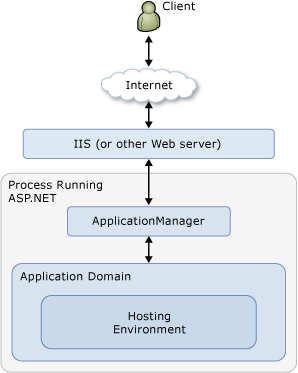 Client
Internet
IIS (or other Web server)
Process Running
ASP.NET
ApplicationManager
Application Domain
Hosting
Environment